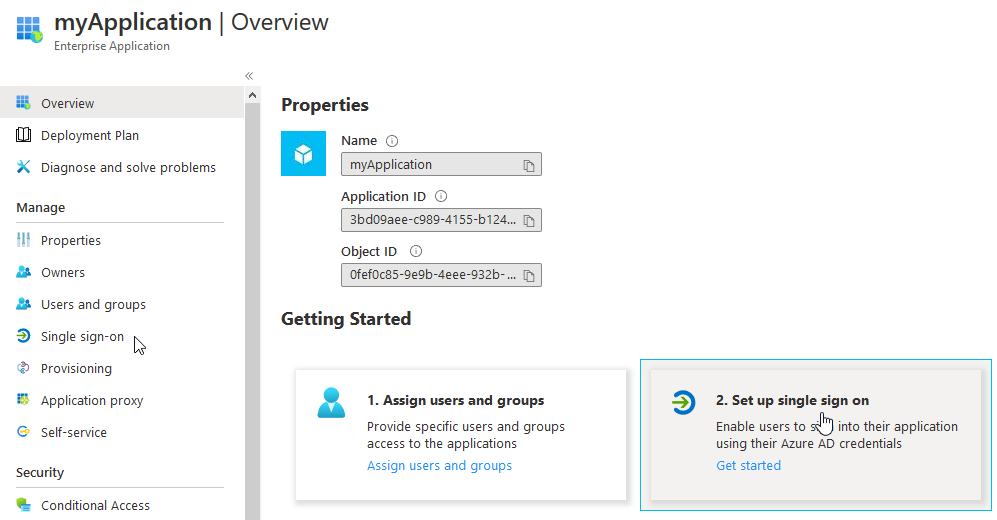 myApplication | Overview
Enterprise Application
«
Overview
Deployment Plan
Diagnose and solve problems
Manage
Properties
Owners
Users and groups
Single sign-on
Provisioning
Application proxy
Self-service
Security
Conditional Access
Properties
Name
myApplication
Application ID
3bd09aee-c989-4155-b124...
Object ID
0fef0c85-9e9b-4eee-932b-...
Getting Started
1. Assign users and groups
Provide specific users and groups
access to the applications
Assign users and groups
2. Set up single sign on
Enable users to into their application
using their Azure AD credentials
Get started